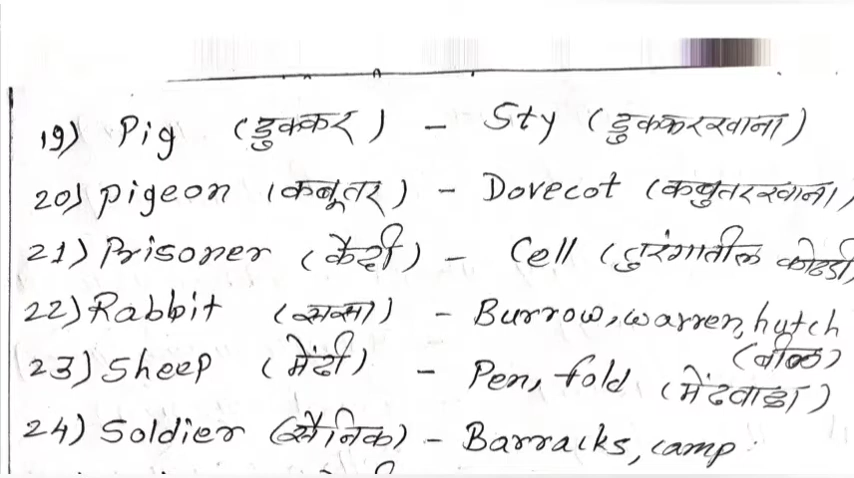 19) Pig (डुक्कर) - Sty (डुक्करखाना)
20) pigeon (कबूतर) - Dovecot (कबुतरखाना)
21) Prisoner (कैदी) - Cell (तुरुंगातील कोठडी)
22) Rabbit (ससा) - Burrow, warren, hutch
(बीळ)
23) Sheep (मेंढी) - Pen, fold (मेंढवाडा)
24) Soldier (सैनिक) - Barracks, camp